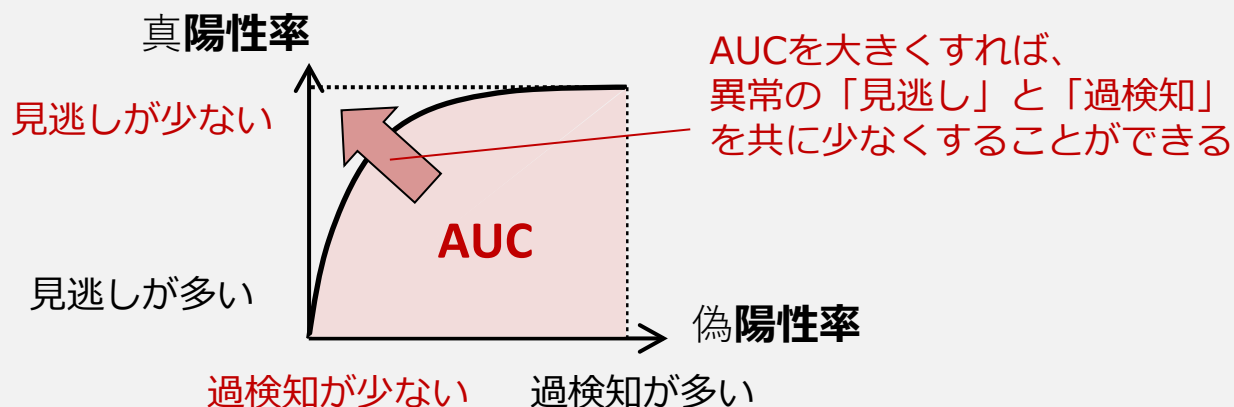 真陽性率
AUCを大きくすれば、
異常の「見逃し」と「過検知」
を共に少なくすることができる
見逃しが少ない
AUC
見逃しが多い
偽陽性率
過検知が少ない
過検知が多い